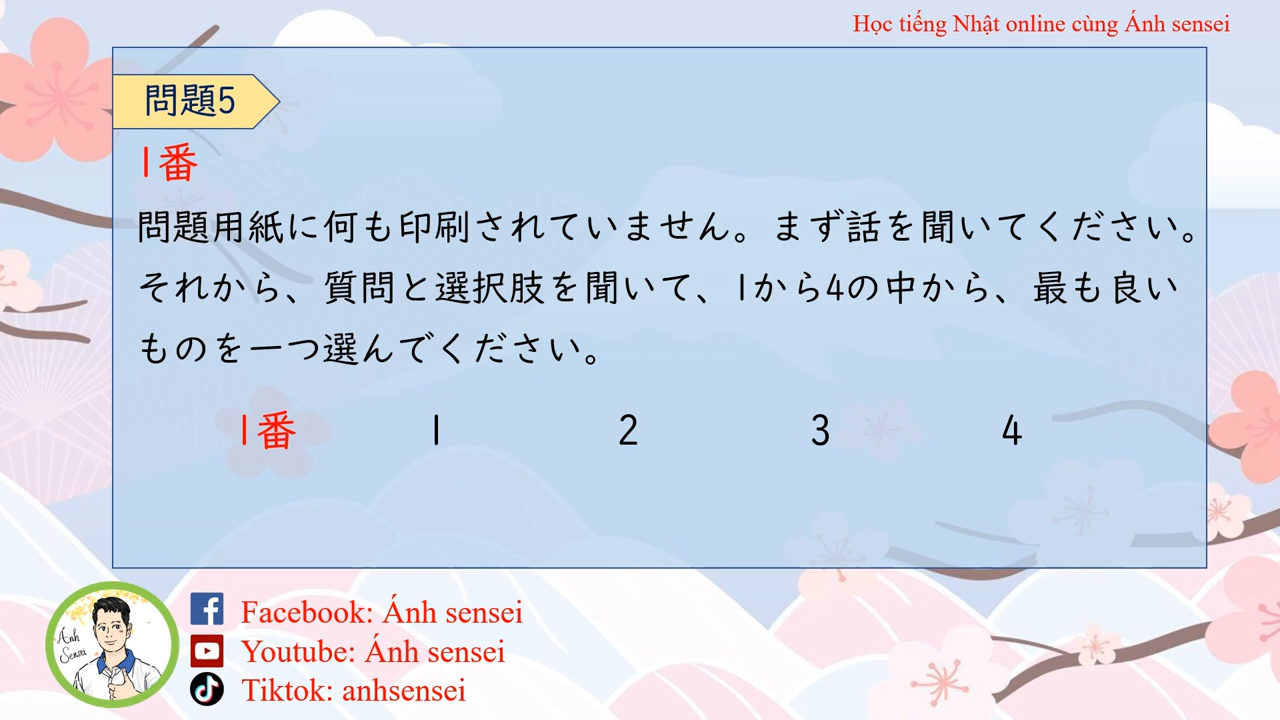 Học tiếng Nhật online cùng Ánh sensei
問題5
1番
問題用紙に何も印刷されていません。まず話を聞いてください。
それから、質問と選択肢を聞いて、1から4の中から、最も良い
ものを一つ選んでください。
1番 1 2 3 4
Ánh Sensei
Facebook: Ánh sensei
Youtube: Ánh sensei
Tiktok: anhsensei